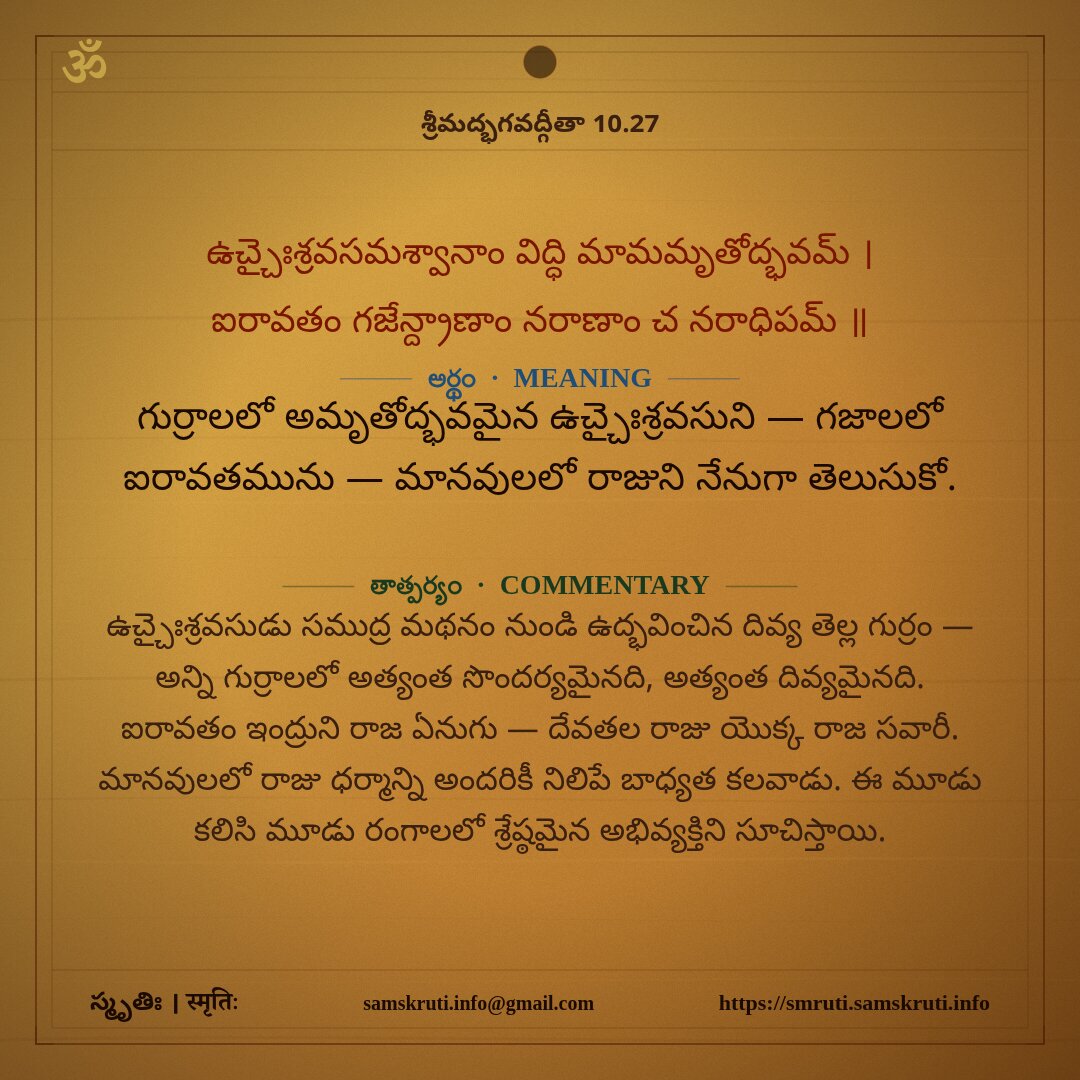 ॐ
శ్రీమద్భగవద్గీతా 10.27
ఉచ్చైఃశ్రవసమశ్వానాం విద్ధి మామమృతోద్భవమ్ |
ఐరావతం గజేన్ద్రాణాం నరాణాం చ నరాధిపమ్ ‖
అర్థం · MEANING
గుర్రాలలో అమృతోద్భవమైన ఉచ్చైఃశ్రవసుని — గజాలలో
ఐరావతమును — మానవులలో రాజుని నేనుగా తెలుసుకో.
తాత్పర్యం · COMMENTARY
ఉచ్చైఃశ్రవసుడు సముద్ర మథనం నుండి ఉద్భవించిన దివ్య తెల్ల గుర్రం —
అన్ని గుర్రాలలో అత్యంత సౌందర్యమైనది, అత్యంత దివ్యమైనది.
ఐరావతం ఇంద్రుని రాజ ఏనుగు — దేవతల రాజు యొక్క రాజ సవారీ.
మానవులలో రాజు ధర్మాన్ని అందరికీ నిలిపే బాధ్యత కలవాడు. ఈ మూడు
కలిసి మూడు రంగాలలో శ్రేష్ఠమైన అభివ్యక్తిని సూచిస్తాయి.
స్మృతిః | स्मृतिः samskruti.info@gmail.com https://smruti.samskruti.info